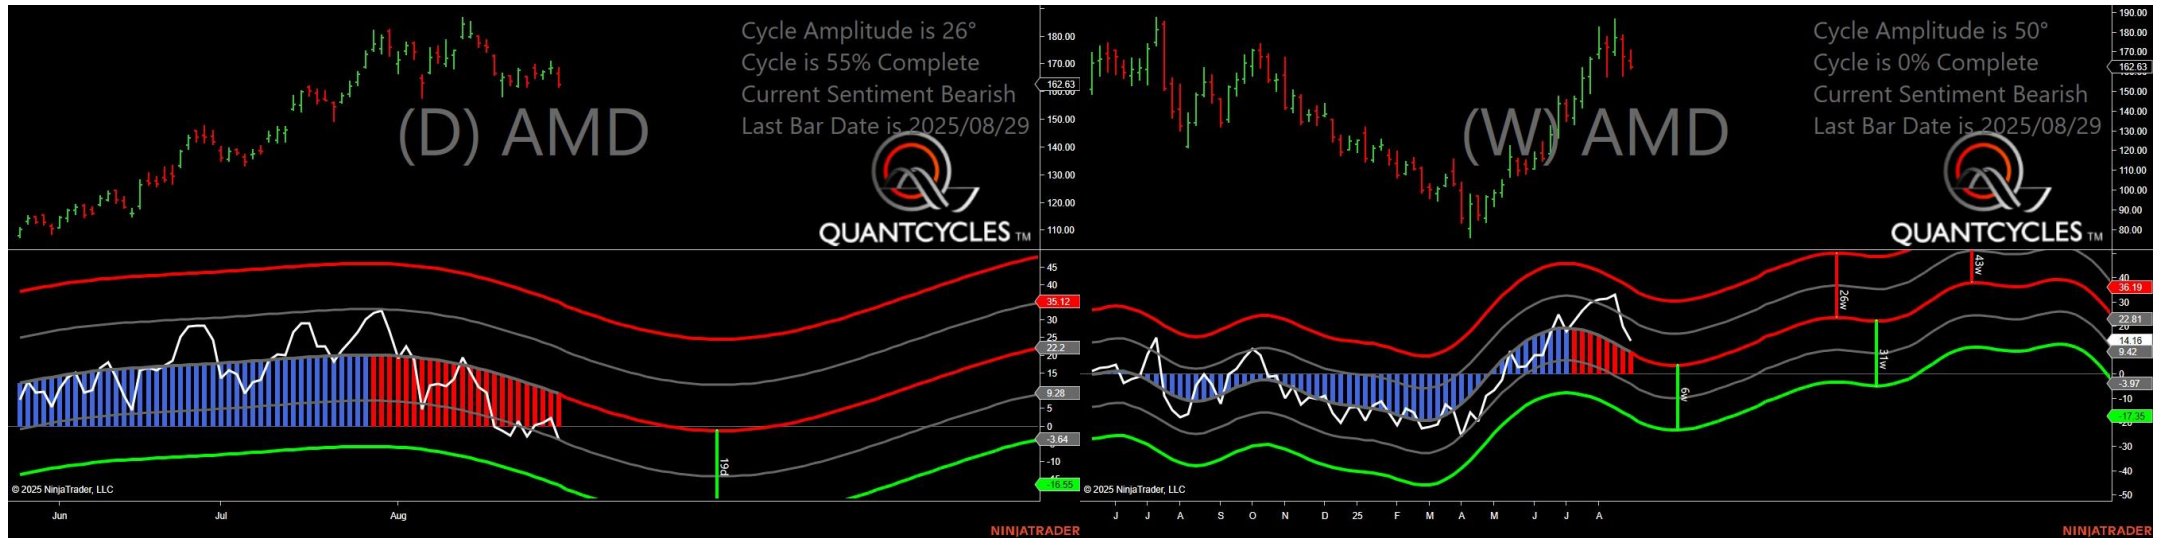 Cycle Amplitude is 26°
Cycle is 55% Complete
Current Sentiment Bearish
Last Bar Date is 2025/08/29
(D) AMD
QUANTCYCLES TM
180.00
170.00
162.63
160.00
150.00
140.00
130.00
120.00
110.00
45
40
35.12
30
25
22.2
20
15
9.28
5
0
-3.64
-10
-16.55
19d
© 2025 NinjaTrader, LLC
Jun Jul Aug
NINJATRADER
Cycle Amplitude is 50°
Cycle is 0% Complete
Current Sentiment Bearish
Last Bar Date is 2025/08/29
(W) AMD
QUANTCYCLES TM
190.00
180.00
170.00
162.63
150.00
140.00
130.00
120.00
110.00
100.00
90.00
80.00
40
36.19
30
22.81
20
14.16
9.42
0
-3.97
-10
-17.35
-30
-40
-50
6w
26w
31w
43w
© 2025 NinjaTrader, LLC
J J A S O N D 25 F M A M J J A
NINJATRADER